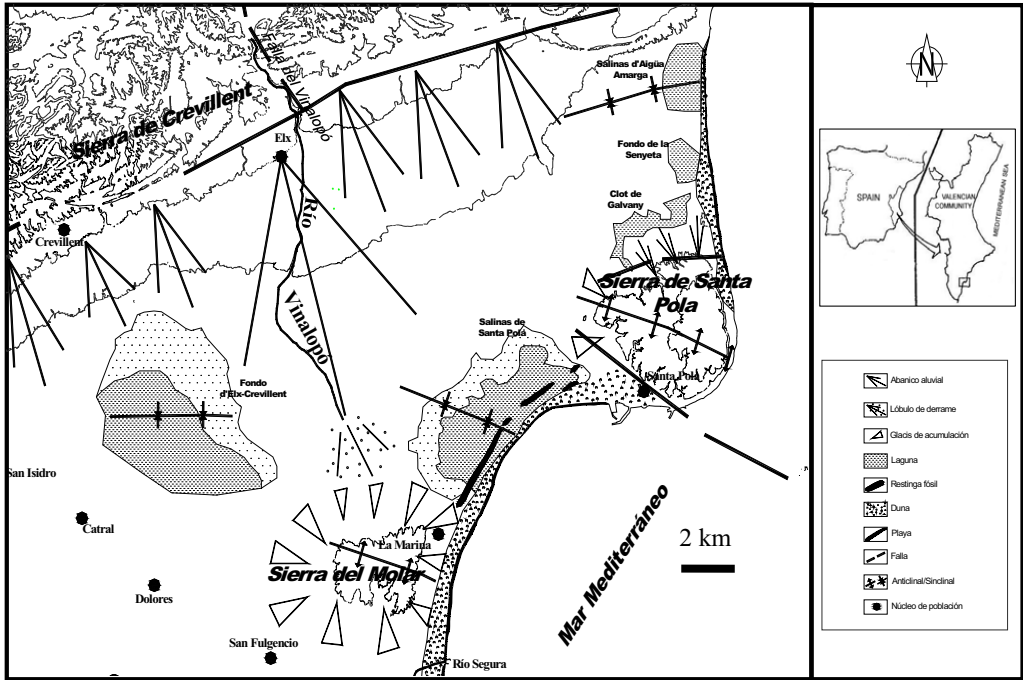 Falla del Vinalopó
Sierra de Crevillent
Salinas d'Aigüa
Amarga
Elx
Fondo de la
Senyeta
Clot de
Galvany
Río
Crevillent
Sierra de Santa
Pola
Vinalopó
Salinas de
Santa Pola
Santa Pola
Fondo
d'Elx-Crevillent
San Isidro
Catral
La Marina
Sierra del Molar
Dolores
San Fulgencio
Río Segura
Mar Mediterráneo
2 km
N
SPAIN
VALENCIAN
COMMUNITY
MEDITERRANEAN SEA
Abanico aluvial
Lóbulo de derrame
Glacis de acumulación
Laguna
Restinga fósil
Duna
Playa
Falla
Anticlinal/Sinclinal
Núcleo de población